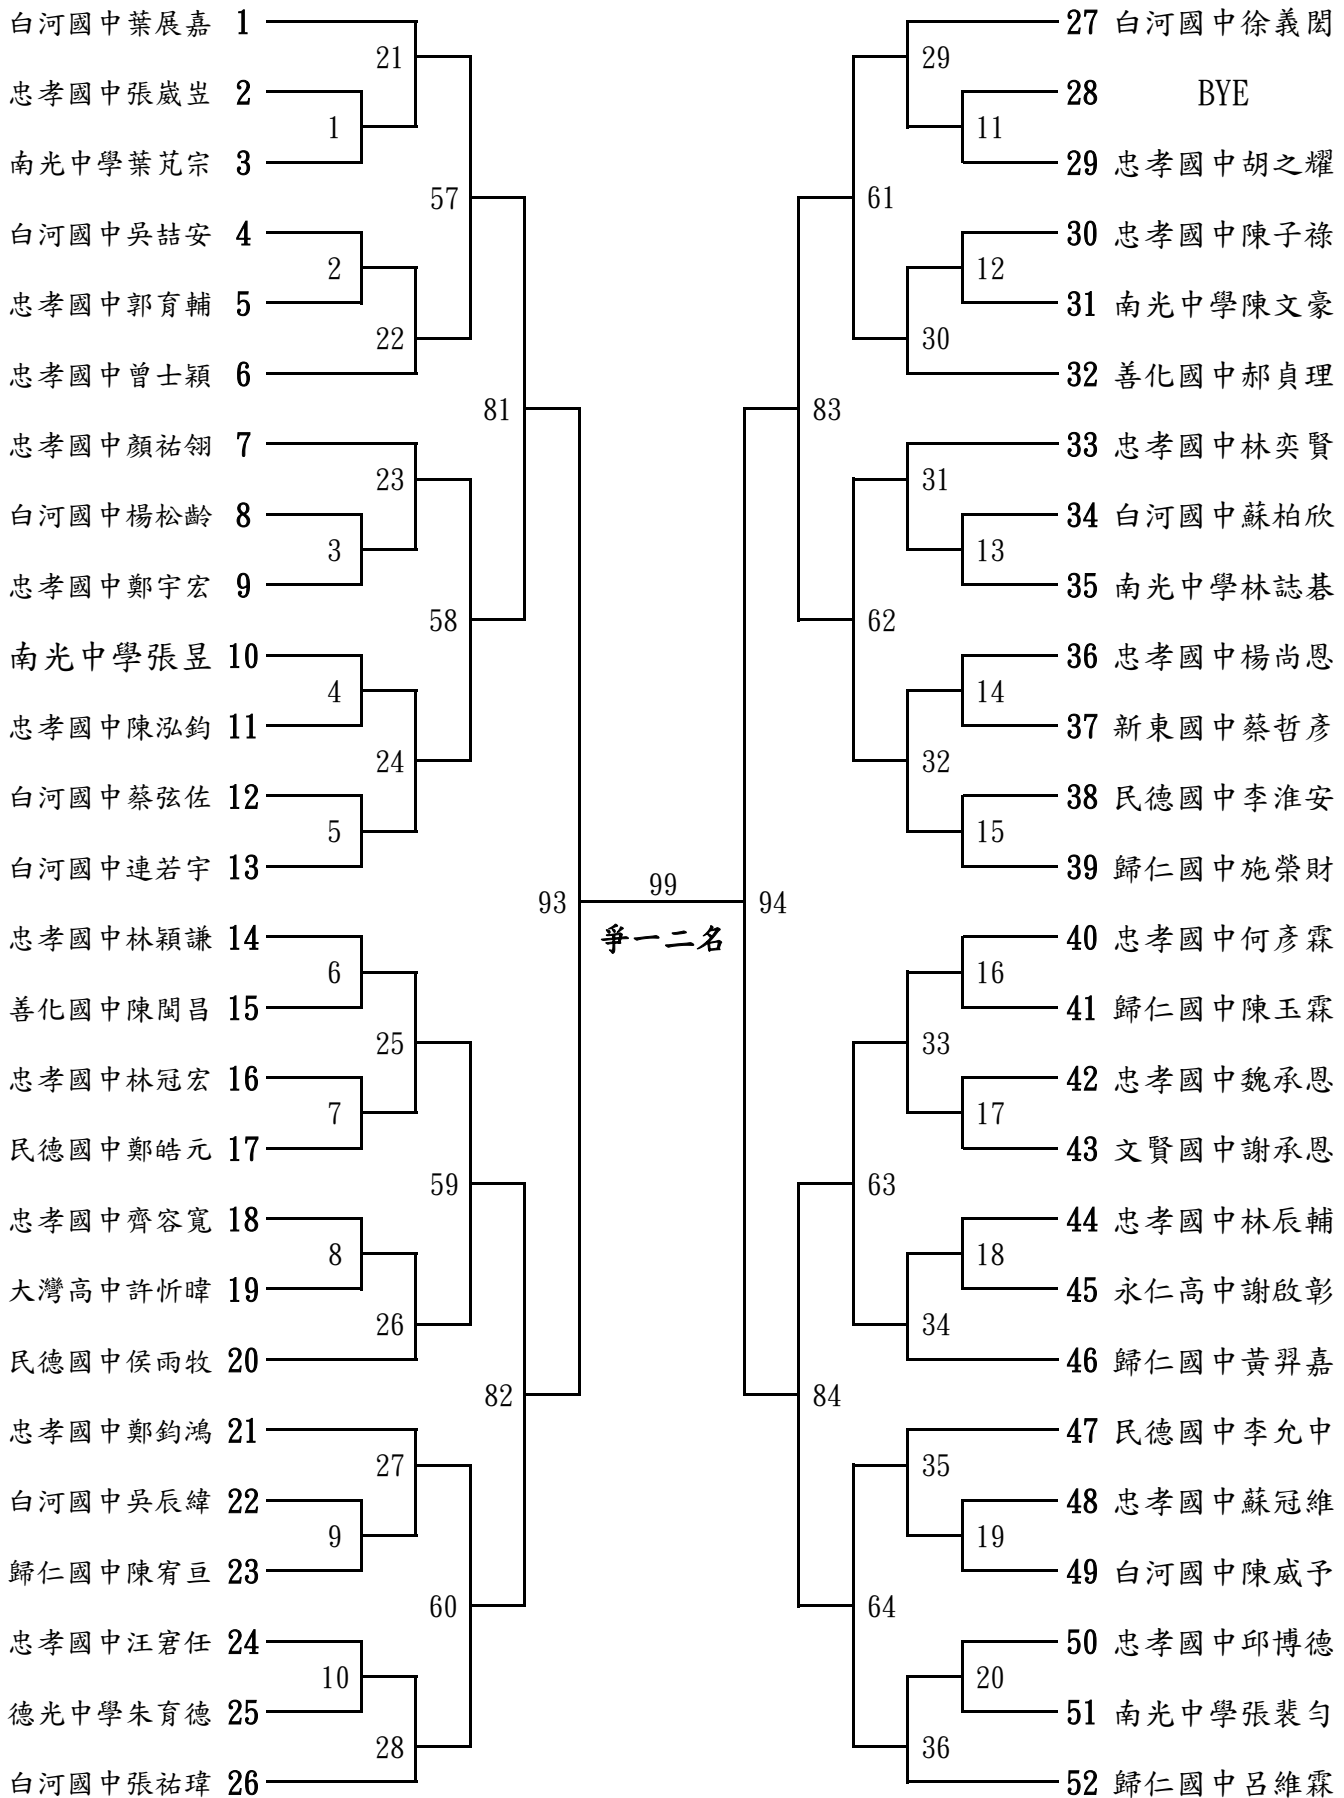 白河國中葉展嘉 1
21
忠孝國中張崴岦 2
1
南光中學葉芃宗 3
57
白河國中吳喆安 4
2
忠孝國中郭育輔 5
22
忠孝國中曾士穎 6
81
忠孝國中顏祐翎 7
23
白河國中楊松齡 8
3
忠孝國中鄭宇宏 9
58
南光中學張昱 10
4
忠孝國中陳泓鈞 11
24
白河國中蔡弦佐 12
5
白河國中連若宇 13
93
忠孝國中林穎謙 14
6
善化國中陳閩昌 15
25
忠孝國中林冠宏 16
7
民德國中鄭皓元 17
59
忠孝國中齊容寬 18
8
大灣高中許忻暐 19
26
民德國中侯雨牧 20
82
忠孝國中鄭鈞鴻 21
27
白河國中吳辰緯 22
9
歸仁國中陳宥亘 23
60
忠孝國中汪宭任 24
10
德光中學朱育德 25
28
白河國中張祐瑋 26
99
爭一二名
27 白河國中徐義閎
29
28 BYE
11
29 忠孝國中胡之耀
61
30 忠孝國中陳子祿
12
31 南光中學陳文豪
30
32 善化國中郝貞理
83
33 忠孝國中林奕賢
31
34 白河國中蘇柏欣
13
35 南光中學林誌碁
62
36 忠孝國中楊尚恩
14
37 新東國中蔡哲彥
32
38 民德國中李淮安
15
39 歸仁國中施榮財
94
40 忠孝國中何彥霖
16
41 歸仁國中陳玉霖
33
42 忠孝國中魏承恩
17
43 文賢國中謝承恩
63
44 忠孝國中林辰輔
18
45 永仁高中謝啟彰
34
46 歸仁國中黃羿嘉
84
47 民德國中李允中
35
48 忠孝國中蘇冠維
19
49 白河國中陳威予
64
50 忠孝國中邱博德
20
51 南光中學張裴勻
36
52 歸仁國中呂維霖